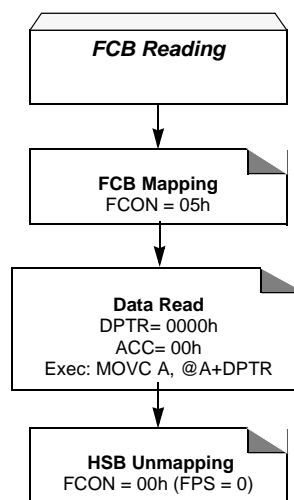 FCB Reading
FCB Mapping
FCON = 05h
Data Read
DPTR= 0000h
ACC= 00h
Exec: MOVC A, @A+DPTR
HSB Unmapping
FCON = 00h (FPS = 0)